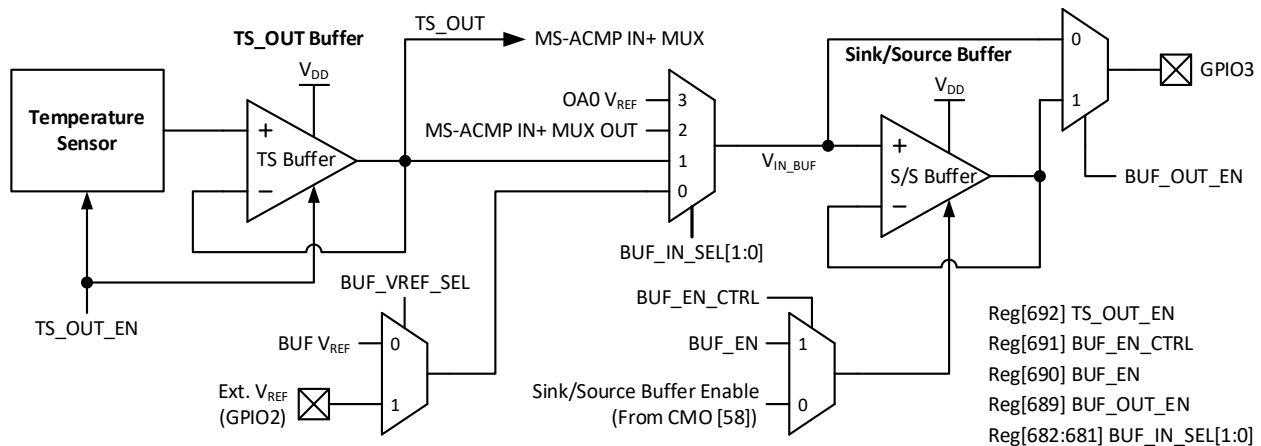 TS_OUT
MS-ACMP IN+ MUX
TS_OUT Buffer
VDD
Temperature
Sensor
+
TS Buffer
−
TS_OUT_EN
OA0 VREF
3
MS-ACMP IN+ MUX OUT
2
1
0
BUF_IN_SEL[1:0]
VIN_BUF
Sink/Source Buffer
VDD
+
S/S Buffer
−
0
1
GPIO3
BUF_OUT_EN
BUF_VREF_SEL
BUF VREF
0
Ext. VREF
(GPIO2)
1
BUF_EN_CTRL
BUF_EN
1
Sink/Source Buffer Enable
(From CMO [58])
0
Reg[692] TS_OUT_EN
Reg[691] BUF_EN_CTRL
Reg[690] BUF_EN
Reg[689] BUF_OUT_EN
Reg[682:681] BUF_IN_SEL[1:0]